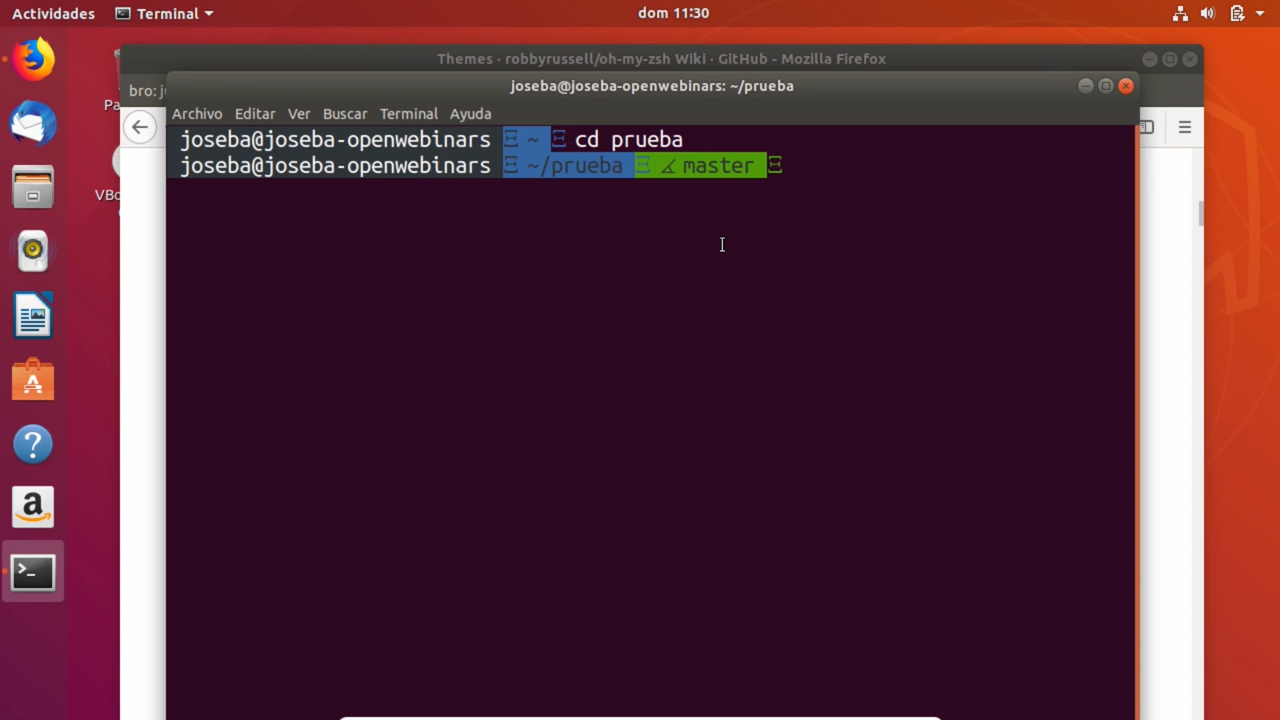 Actividades Terminal dom 11:30
Themes · robbyrussell/oh-my-zsh Wiki · GitHub - Mozilla Firefox
joseba@joseba-openwebinars: ~/prueba
bro:
Archivo Editar Ver Buscar Terminal Ayuda
joseba@joseba-openwebinars ~ cd prueba
joseba@joseba-openwebinars ~/prueba master